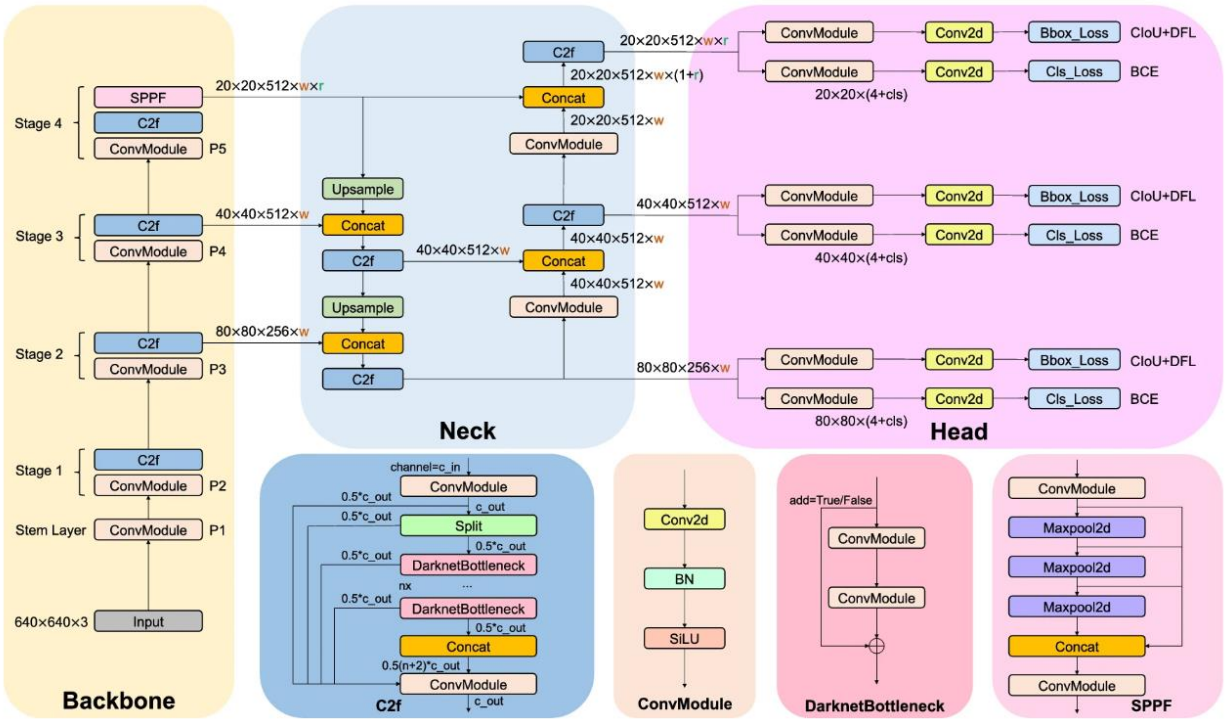 SPPF
Stage 4
C2f
ConvModule
P5
C2f
Stage 3
ConvModule
P4
C2f
Stage 2
ConvModule
P3
C2f
Stage 1
ConvModule
P2
Stem Layer
ConvModule
P1
640×640×3
Input
Backbone
20×20×512×w×r
40×40×512×w
80×80×256×w
Upsample
Concat
C2f
Upsample
Concat
C2f
40×40×512×w
C2f
20×20×512×w×(1+r)
Concat
20×20×512×w
ConvModule
C2f
40×40×512×w
Concat
40×40×512×w
ConvModule
Neck
20×20×512×w×r
ConvModule
Conv2d
Bbox_Loss
CIoU+DFL
ConvModule
Conv2d
Cls_Loss
BCE
20×20×(4+cls)
40×40×512×w
ConvModule
Conv2d
Bbox_Loss
CIoU+DFL
ConvModule
Conv2d
Cls_Loss
BCE
40×40×(4+cls)
80×80×256×w
ConvModule
Conv2d
Bbox_Loss
CIoU+DFL
ConvModule
Conv2d
Cls_Loss
BCE
80×80×(4+cls)
Head
channel=c_in
ConvModule
0.5*c_out
c_out
0.5*c_out
Split
0.5*c_out
0.5*c_out
DarknetBottleneck
nx
...
0.5*c_out
DarknetBottleneck
0.5*c_out
Concat
0.5(n+2)*c_out
ConvModule
C2f
c_out
Conv2d
BN
SiLU
ConvModule
add=True/False
ConvModule
ConvModule
DarknetBottleneck
ConvModule
Maxpool2d
Maxpool2d
Maxpool2d
Concat
ConvModule
SPPF